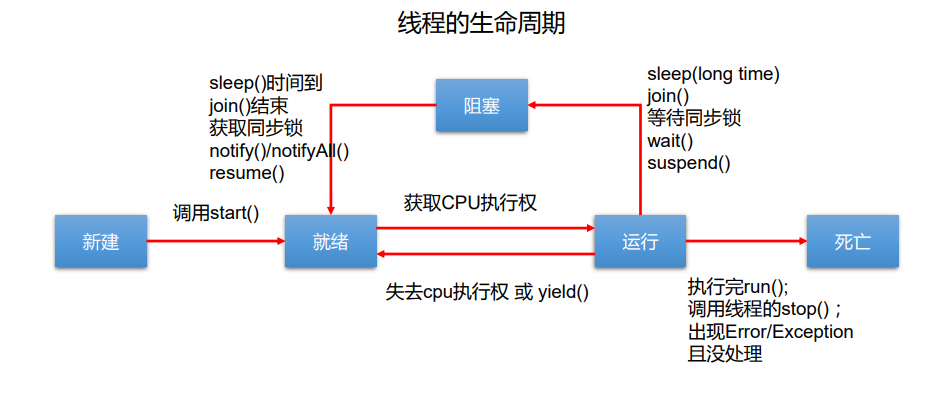 线程的生命周期
sleep()时间到
join()结束
获取同步锁
notify()/notifyAll()
resume()
阻塞
sleep(long time)
join()
等待同步锁
wait()
suspend()
调用start()
获取CPU执行权
新建
就绪
运行
死亡
失去cpu执行权 或 yield()
执行完run();
调用线程的stop()；
出现Error/Exception
且没处理